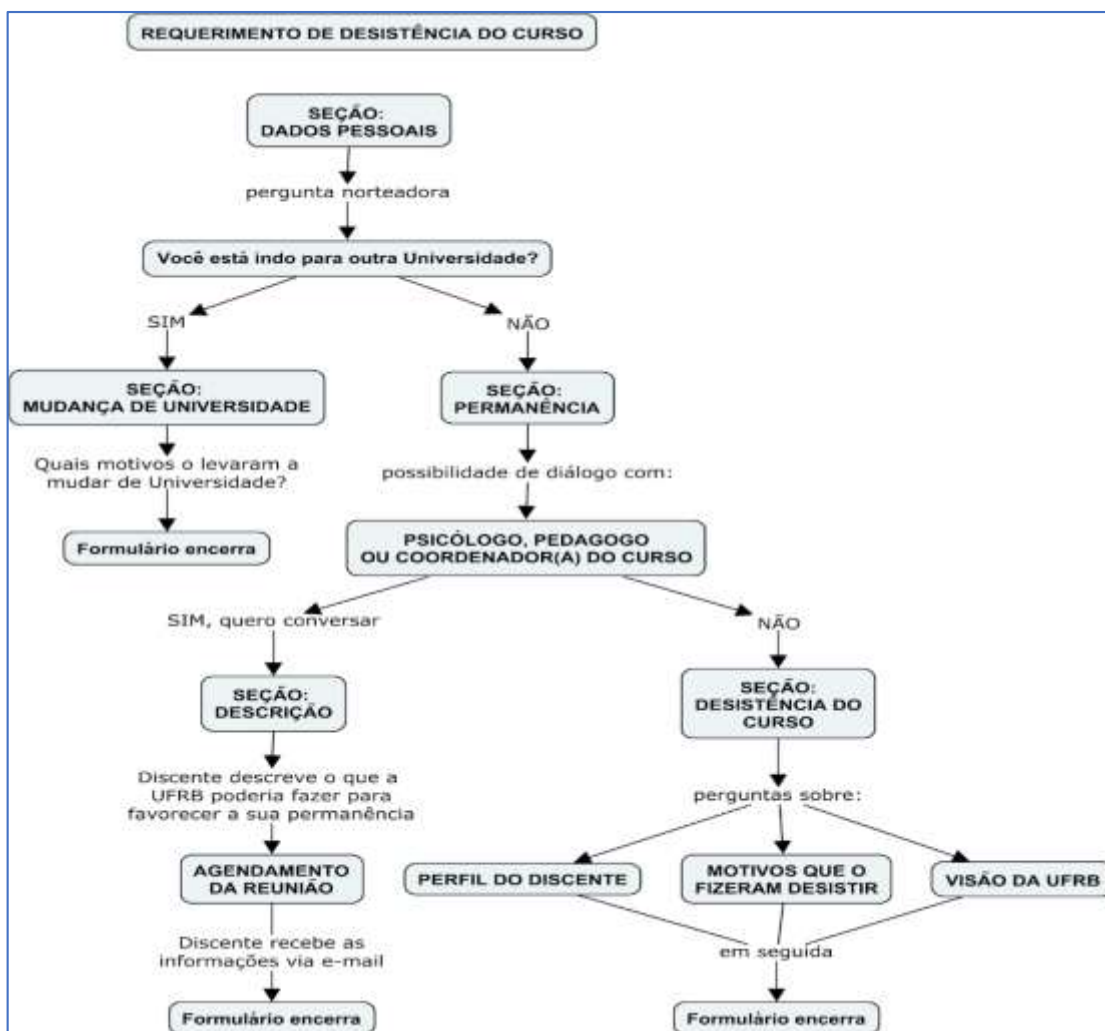 REQUERIMENTO DE DESISTÊNCIA DO CURSO
SEÇÃO:
DADOS PESSOAIS
pergunta norteadora
Você está indo para outra Universidade?
SIM
NÃO
SEÇÃO:
MUDANÇA DE UNIVERSIDADE
SEÇÃO:
PERMANÊNCIA
Quais motivos o levaram a
mudar de Universidade?
possibilidade de diálogo com:
Formulário encerra
PSICÓLOGO, PEDAGOGO
OU COORDENADOR(A) DO CURSO
SIM, quero conversar
NÃO
SEÇÃO:
DESCRIÇÃO
SEÇÃO:
DESISTÊNCIA DO
CURSO
Discente descreve o que a
UFRB poderia fazer para
favorecer a sua permanência
perguntas sobre:
AGENDAMENTO
DA REUNIÃO
PERFIL DO DISCENTE
MOTIVOS QUE O
FIZERAM DESISTIR
VISÃO DA UFRB
Discente recebe as
informações via e-mail
em seguida
Formulário encerra
Formulário encerra